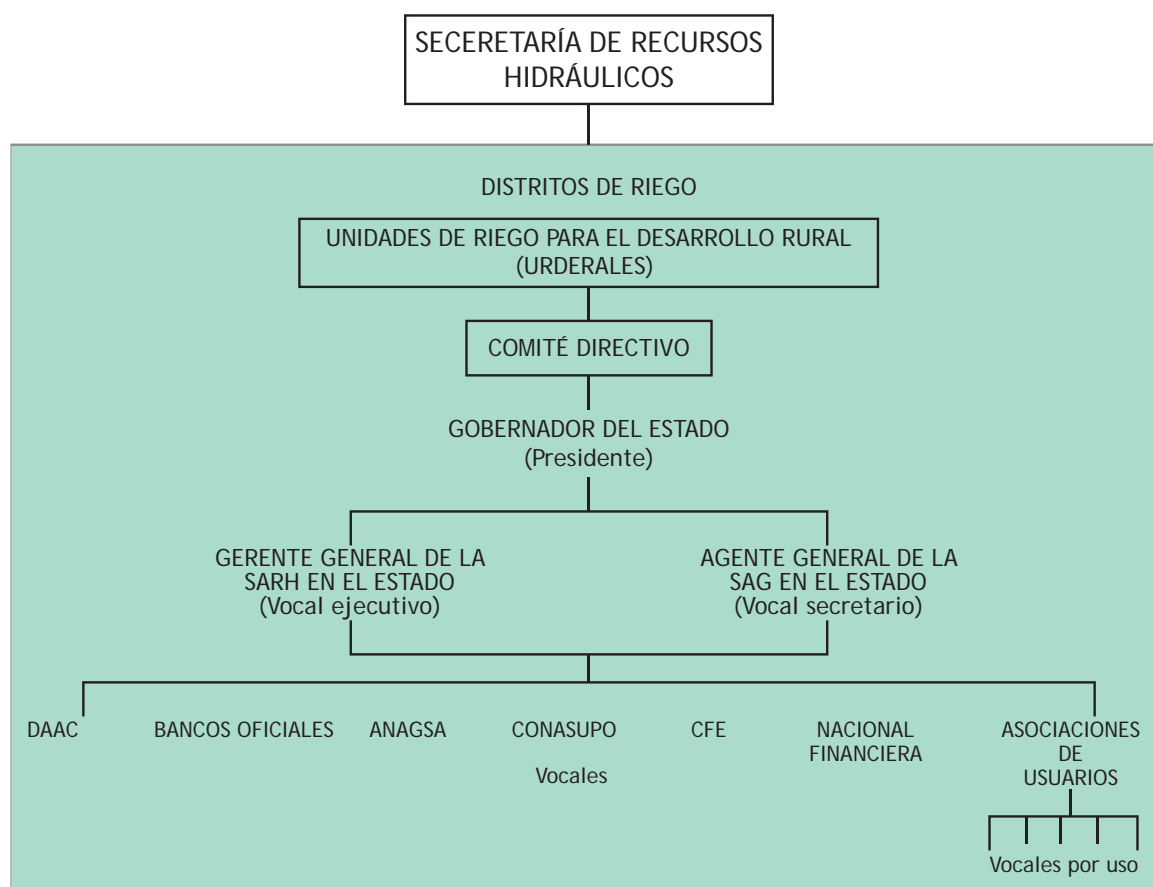 SECERETARÍA DE RECURSOS
HIDRÁULICOS
DISTRITOS DE RIEGO
UNIDADES DE RIEGO PARA EL DESARROLLO RURAL
(URDERALES)
COMITÉ DIRECTIVO
GOBERNADOR DEL ESTADO
(Presidente)
GERENTE GENERAL DE LA
SARH EN EL ESTADO
(Vocal ejecutivo)
AGENTE GENERAL DE LA
SAG EN EL ESTADO
(Vocal secretario)
DAAC
BANCOS OFICIALES
ANAGSA
CONASUPO
CFE
NACIONAL
FINANCIERA
ASOCIACIONES
DE
USUARIOS
Vocales
Vocales por uso